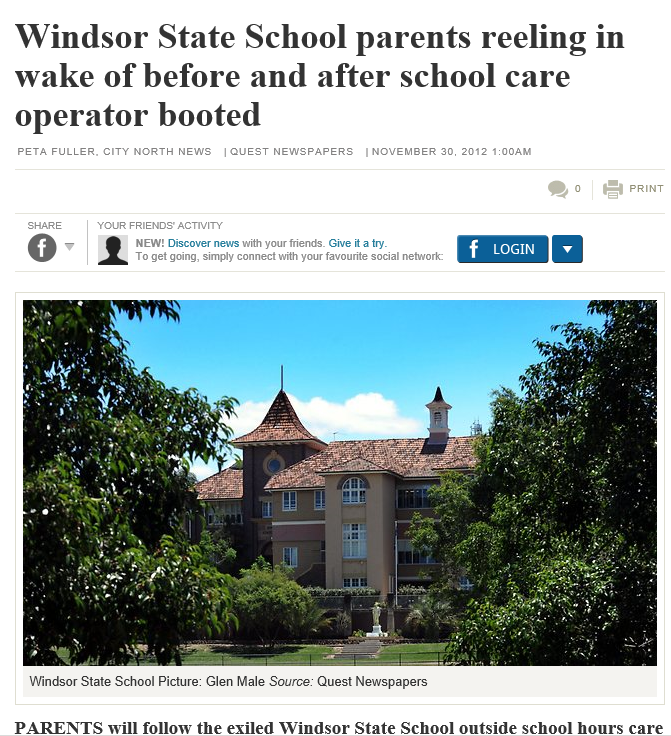 Windsor State School parents reeling in
wake of before and after school care
operator booted
PETA FULLER, CITY NORTH NEWS | QUEST NEWSPAPERS | NOVEMBER 30, 2012 1:00AM
0 PRINT
SHARE
YOUR FRIENDS' ACTIVITY
NEW! Discover news with your friends. Give it a try.
To get going, simply connect with your favourite social network:
f
f LOGIN
Windsor State School Picture: Glen Male Source: Quest Newspapers
PARENTS will follow the exiled Windsor State School outside school hours care